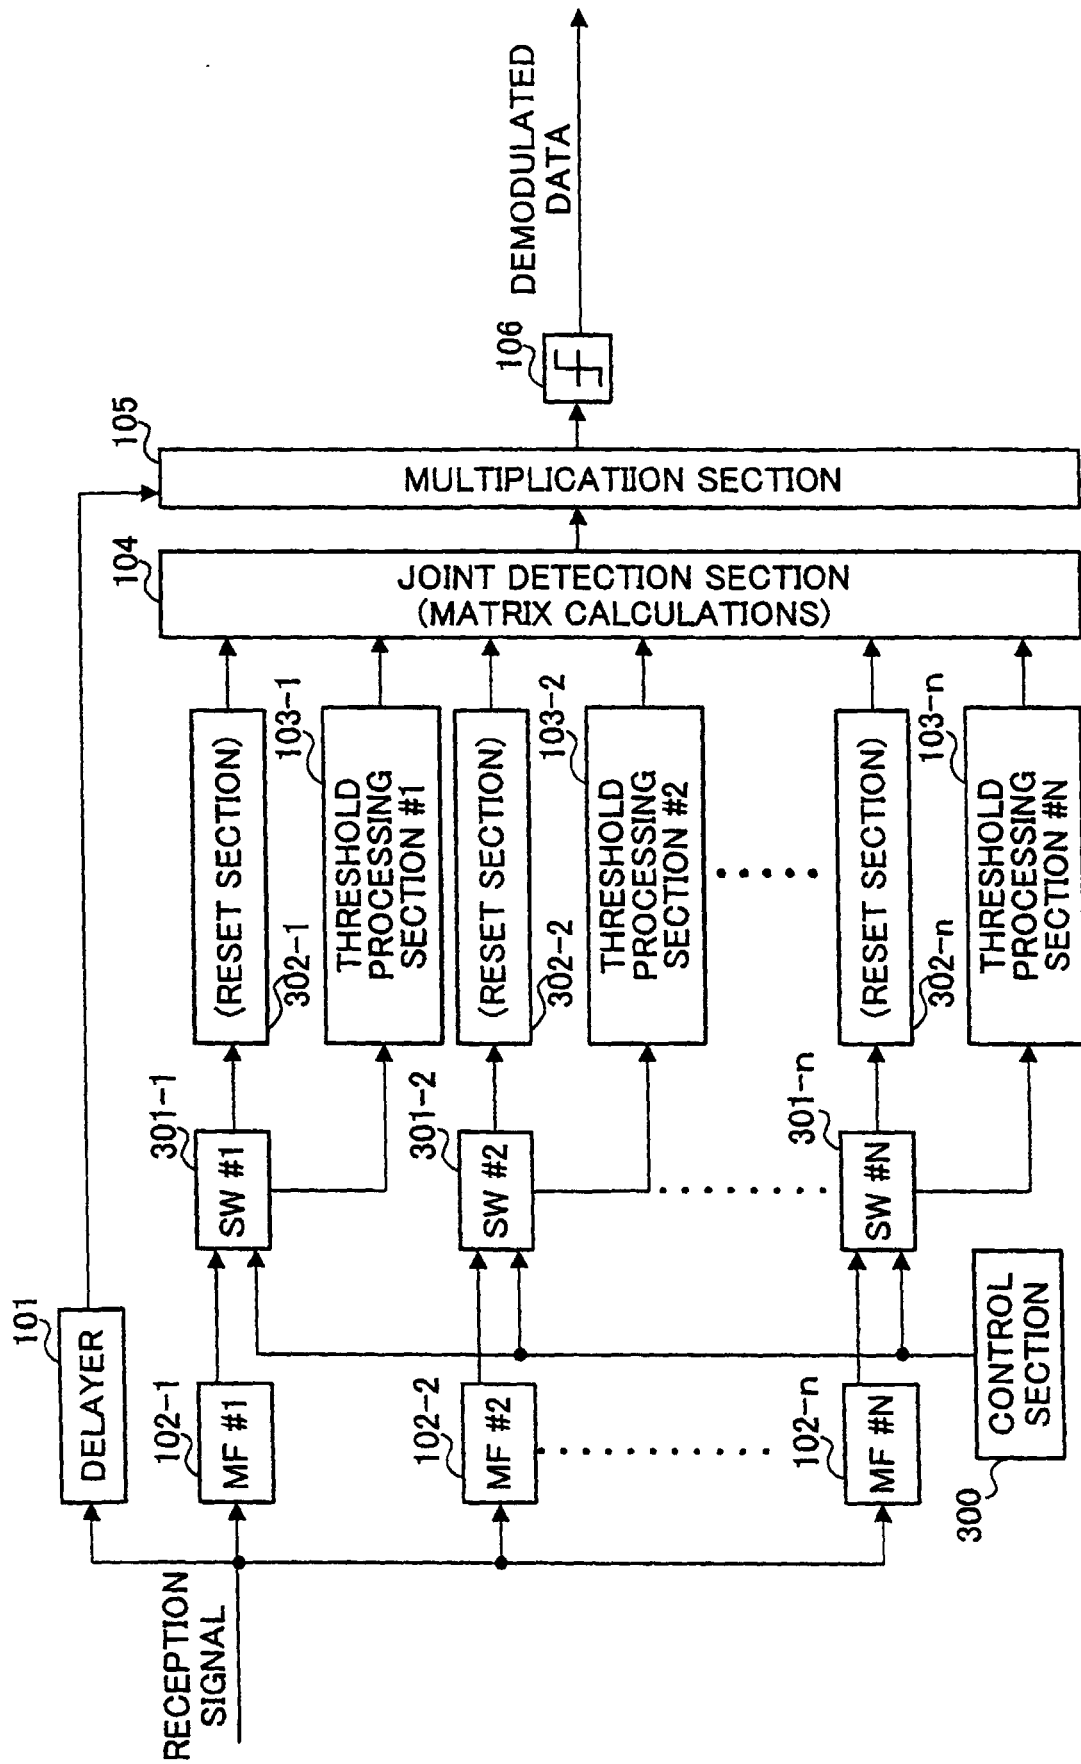 RECEPTION
SIGNAL
101
DELAYER
102-1
MF #1
102-2
MF #2
102-n
MF #N
300
CONTROL
SECTION
301-1
SW #1
301-2
SW #2
301-n
SW #N
302-1
(RESET SECTION)
103-1
THRESHOLD
PROCESSING
SECTION #1
302-2
(RESET SECTION)
103-2
THRESHOLD
PROCESSING
SECTION #2
302-n
(RESET SECTION)
103-n
THRESHOLD
PROCESSING
SECTION #N
104
JOINT DETECTION SECTION
(MATRIX CALCULATIONS)
105
MULTIPLICATIION SECTION
106
DEMODULATED
DATA